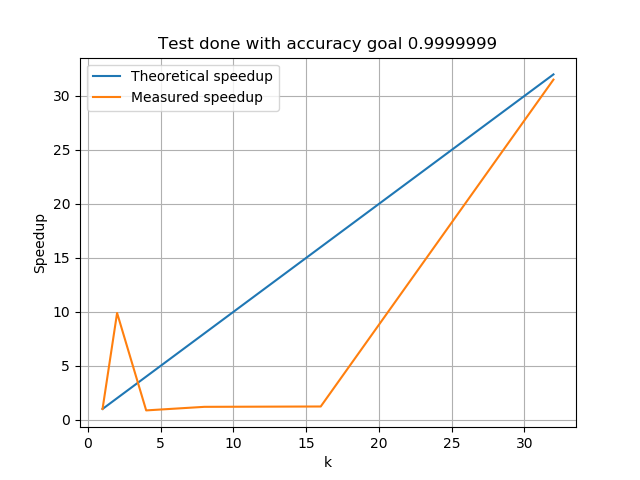 Test done with accuracy goal 0.9999999
Theoretical speedup
Measured speedup
Speedup
30
25
20
15
10
5
0
0 5 10 15 20 25 30
k